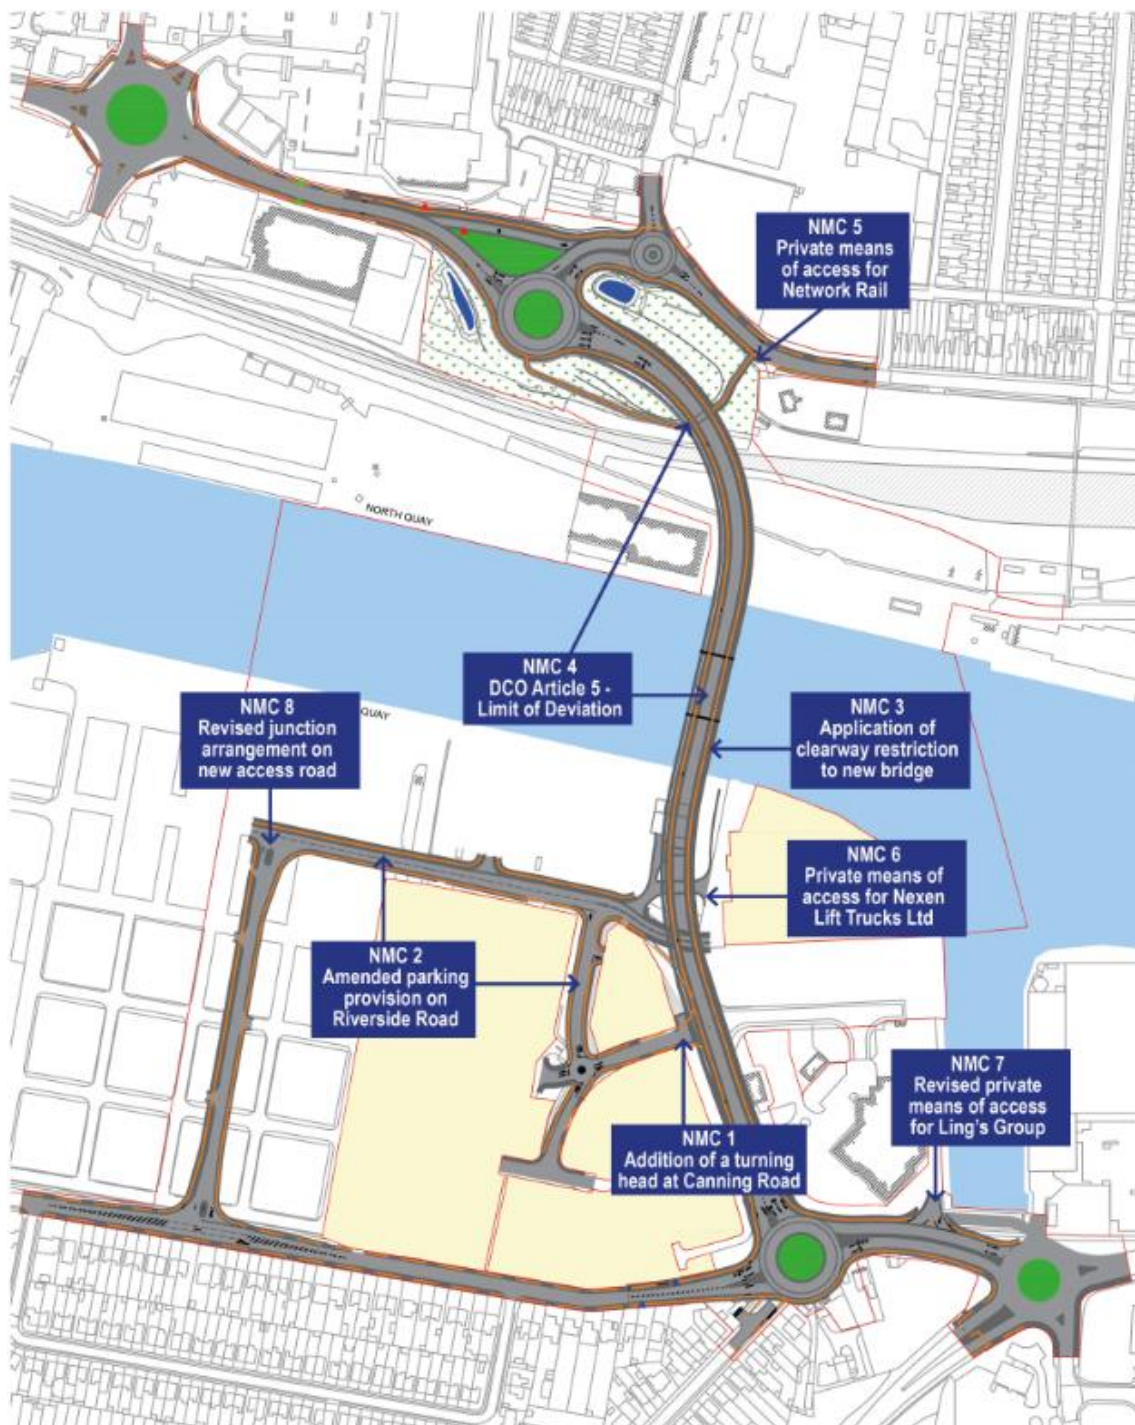 NMC 5
Private means
of access for
Network Rail
NORTH QUAY
NMC 4
DCO Article 5 -
Limit of Deviation
NMC 8
Revised junction
arrangement on
new access road
QUAY
NMC 3
Application of
clearway restriction
to new bridge
NMC 6
Private means of
access for Nexen
Lift Trucks Ltd
NMC 2
Amended parking
provision on
Riverside Road
NMC 7
Revised private
means of access
for Ling's Group
NMC 1
Addition of a turning
head at Canning Road